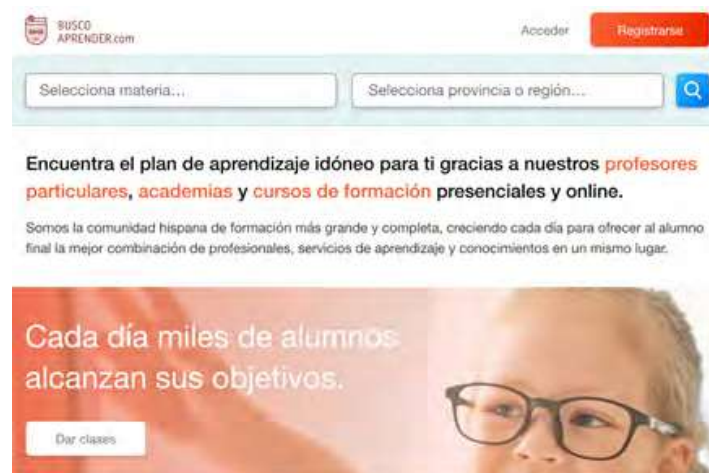 BUSCO
APRENDER.com
Acceder
Registrarse
Selecciona materia...
Selecciona provincia o región...
Encuentra el plan de aprendizaje idóneo para ti gracias a nuestros profesores
particulares, academias y cursos de formación presenciales y online.
Somos la comunidad hispana de formación más grande y completa, creciendo cada día para ofrecer al alumno
final la mejor combinación de profesionales, servicios de aprendizaje y conocimientos en un mismo lugar.
Cada día miles de alumnos
alcanzan sus objetivos.
Dar clases